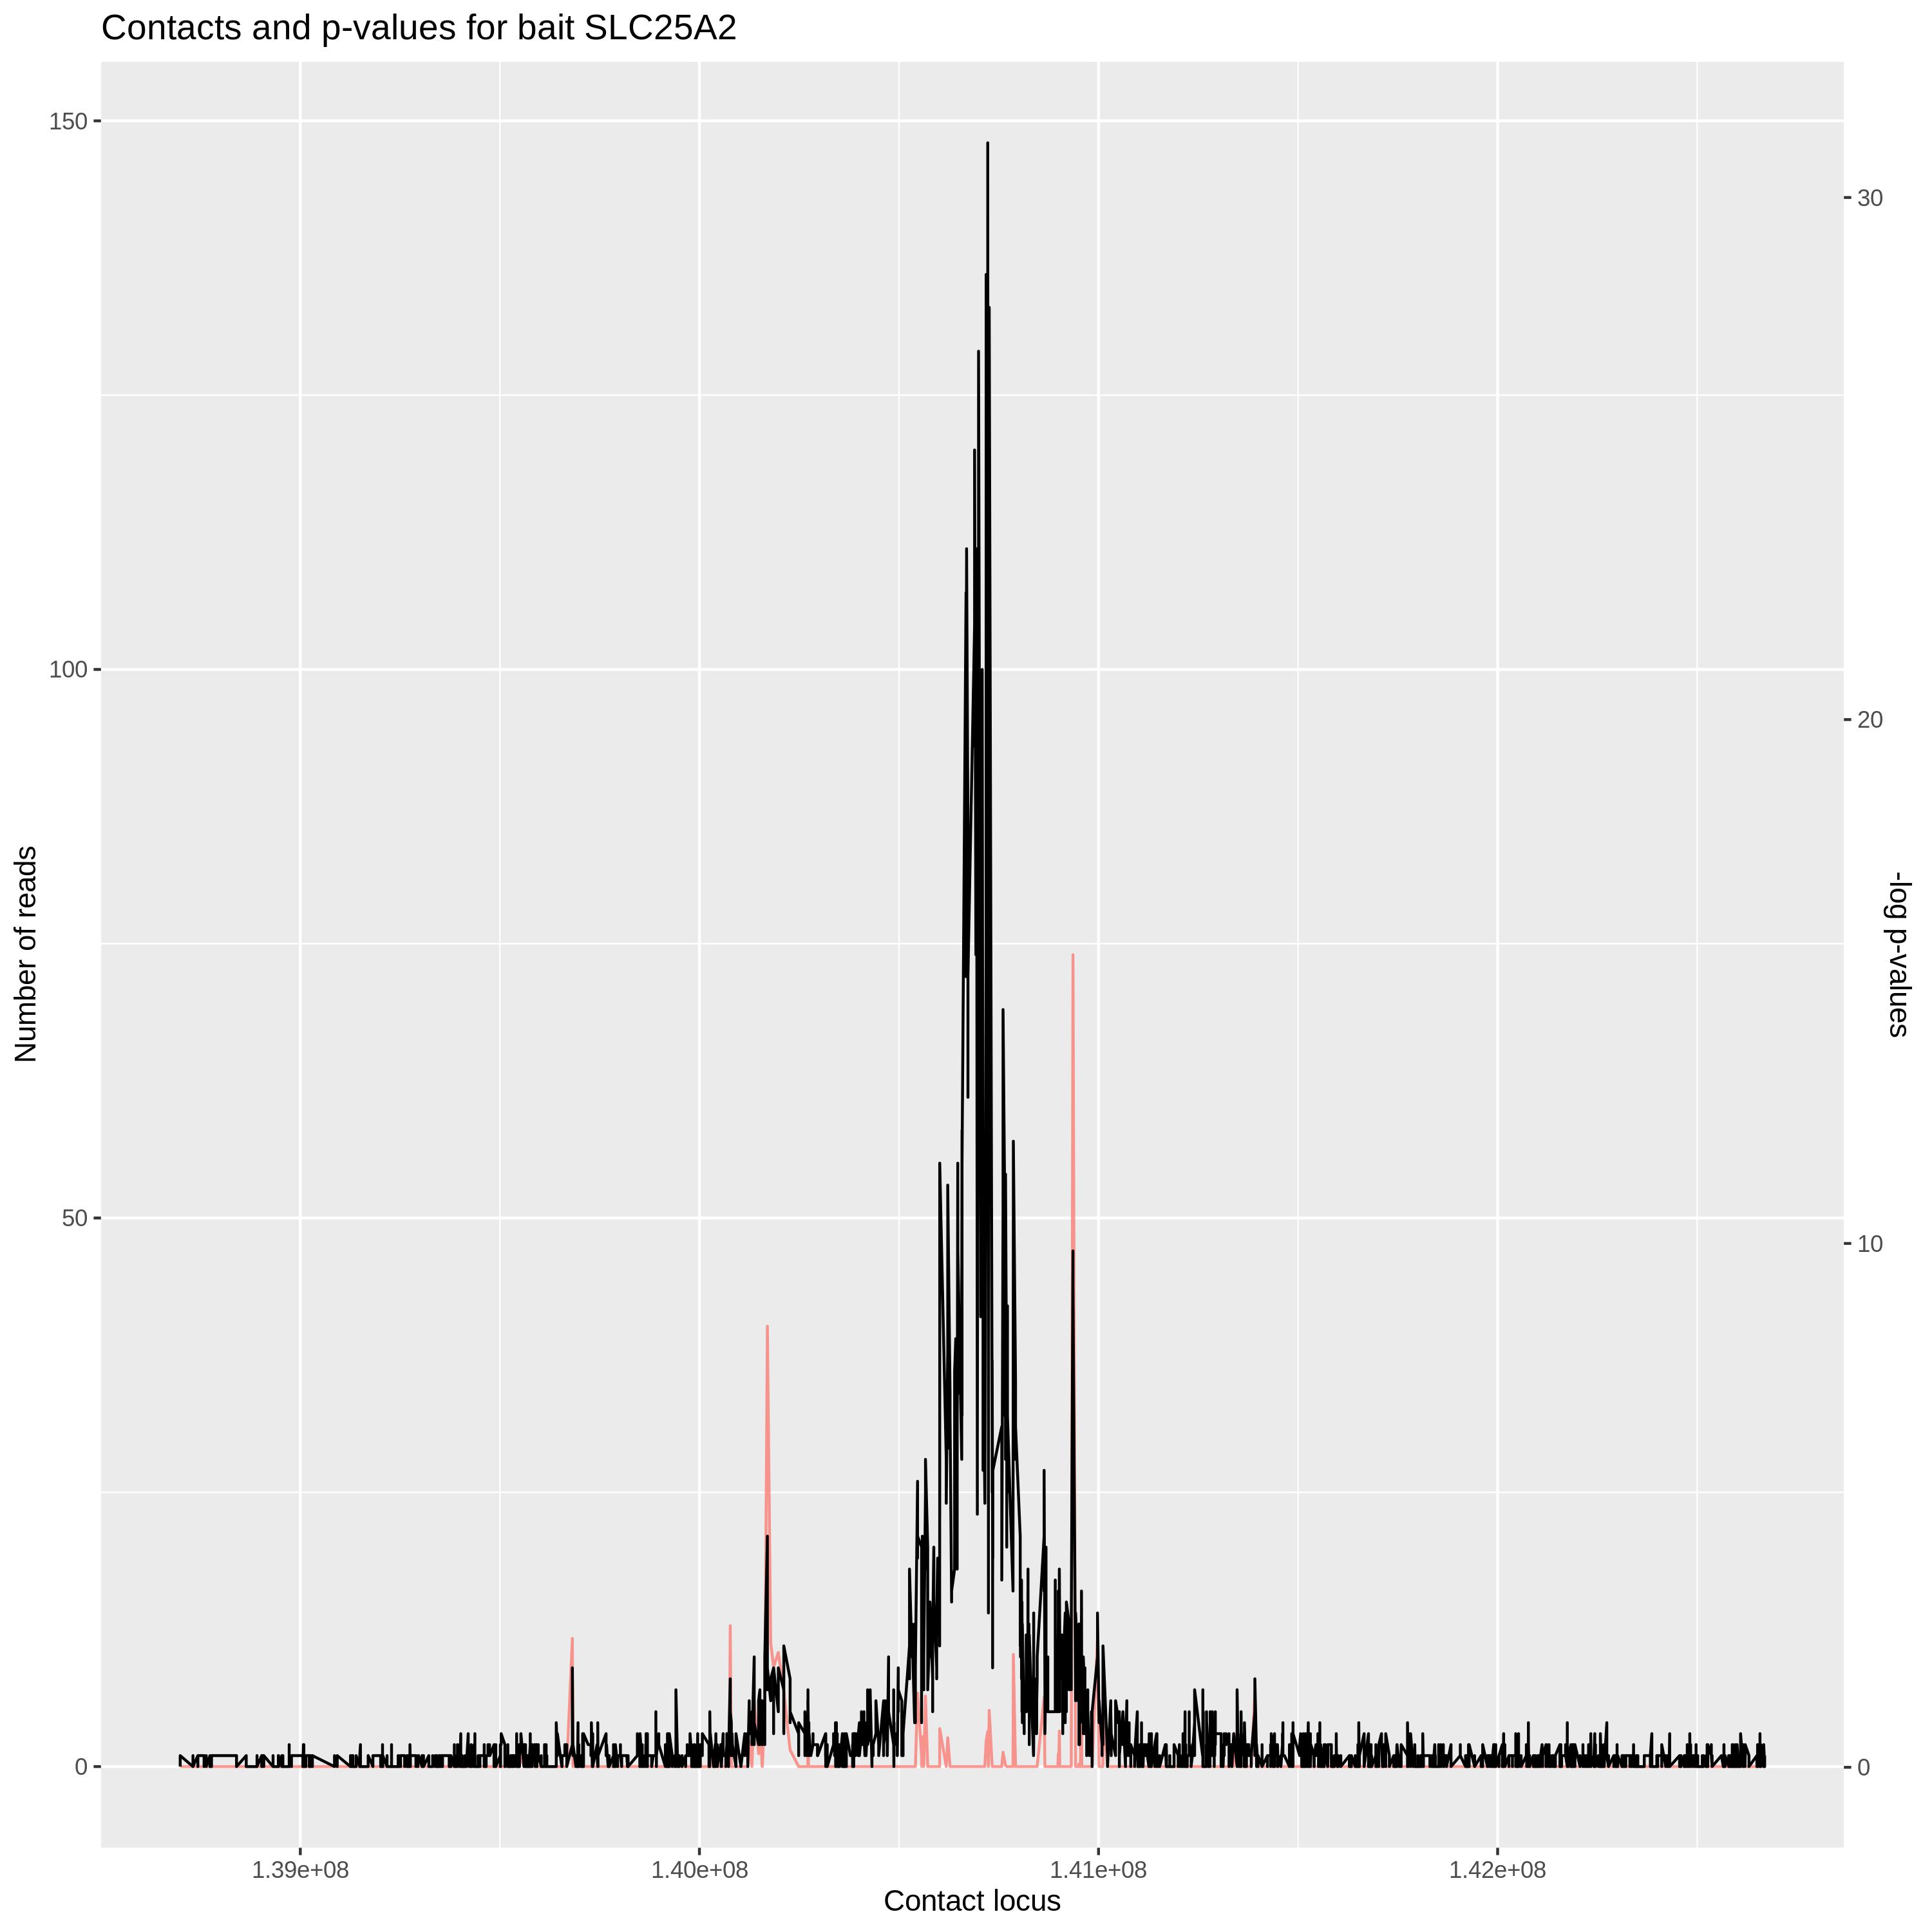 Contacts and p-values for bait SLC25A2
150
100
50
0
Number of reads
30
20
10
0
-log p-values
1.39e+08
1.40e+08
1.41e+08
1.42e+08
Contact locus